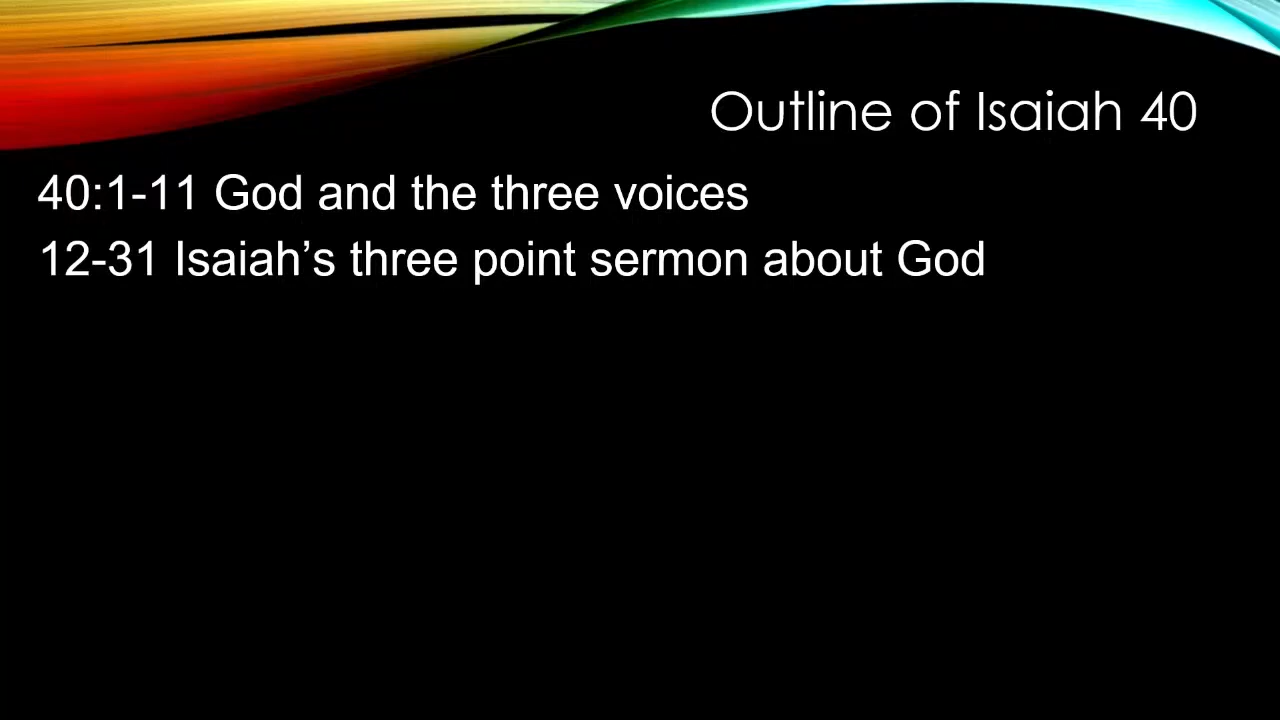 Outline of Isaiah 40
40:1-11 God and the three voices
12-31 Isaiah’s three point sermon about God